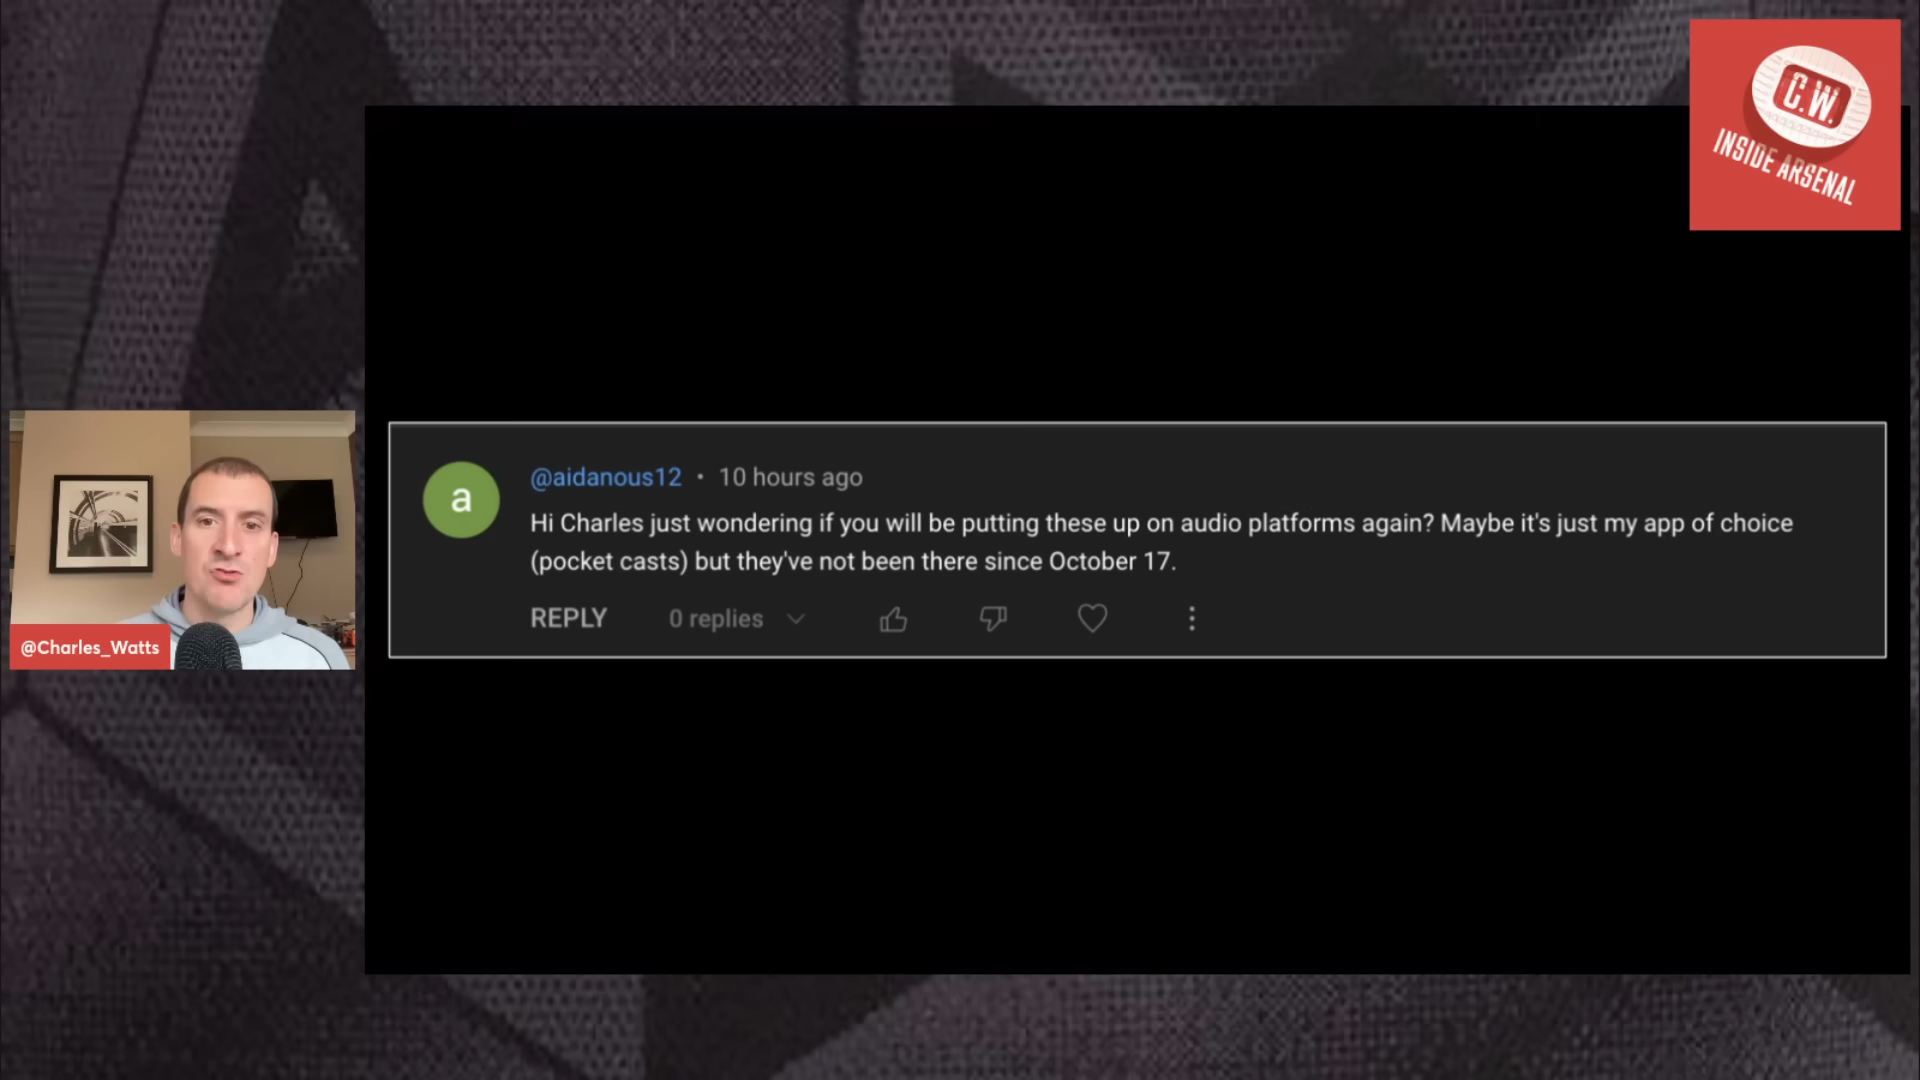 C.W.
INSIDE ARSENAL
a
@aidanous12 • 10 hours ago
Hi Charles just wondering if you will be putting these up on audio platforms again? Maybe it's just my app of choice
(pocket casts) but they've not been there since October 17.
REPLY 0 replies
@Charles_Watts